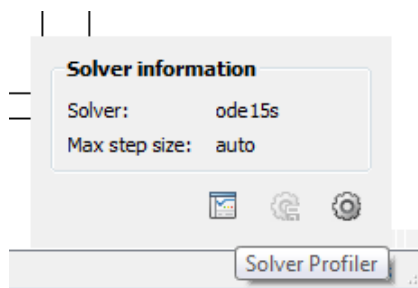 Solver information
Solver: ode15s
Max step size: auto
Solver Profiler